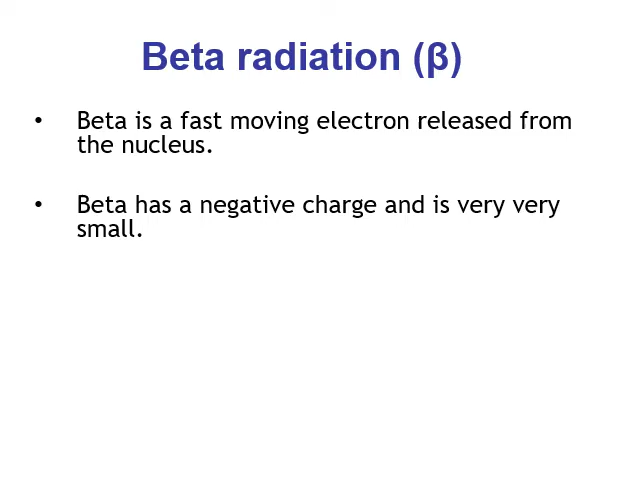 Beta radiation (β)
• Beta is a fast moving electron released from
the nucleus.
• Beta has a negative charge and is very very
small.